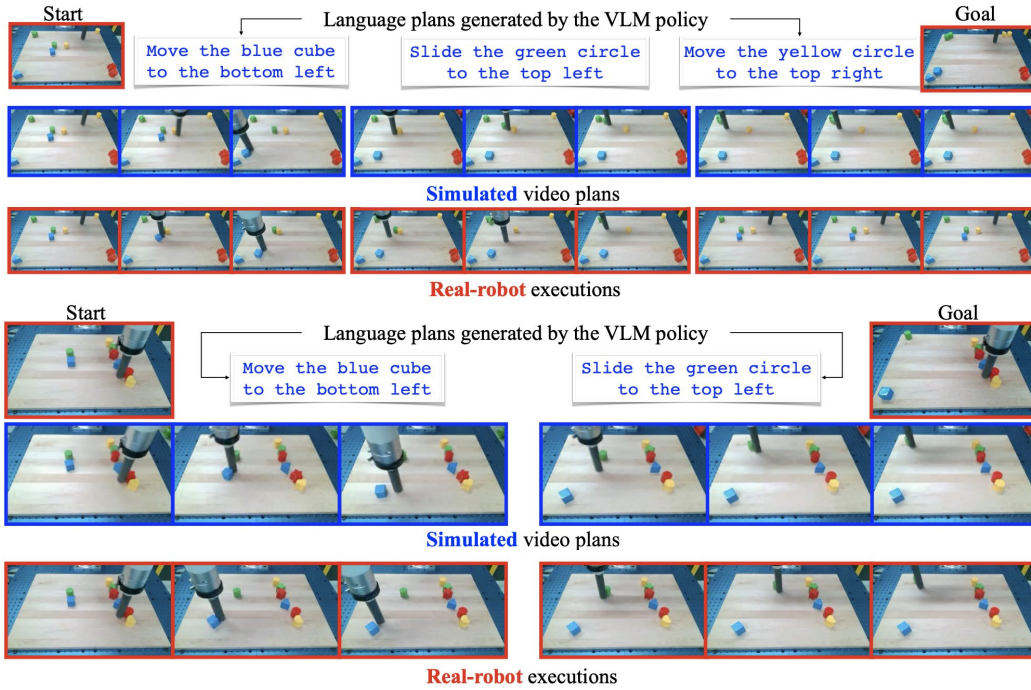 Start
Language plans generated by the VLM policy
Goal
Move the blue cube
to the bottom left
Slide the green circle
to the top left
Move the yellow circle
to the top right
Simulated video plans
Real-robot executions
Start
Language plans generated by the VLM policy
Goal
Move the blue cube
to the bottom left
Slide the green circle
to the top left
Simulated video plans
Real-robot executions